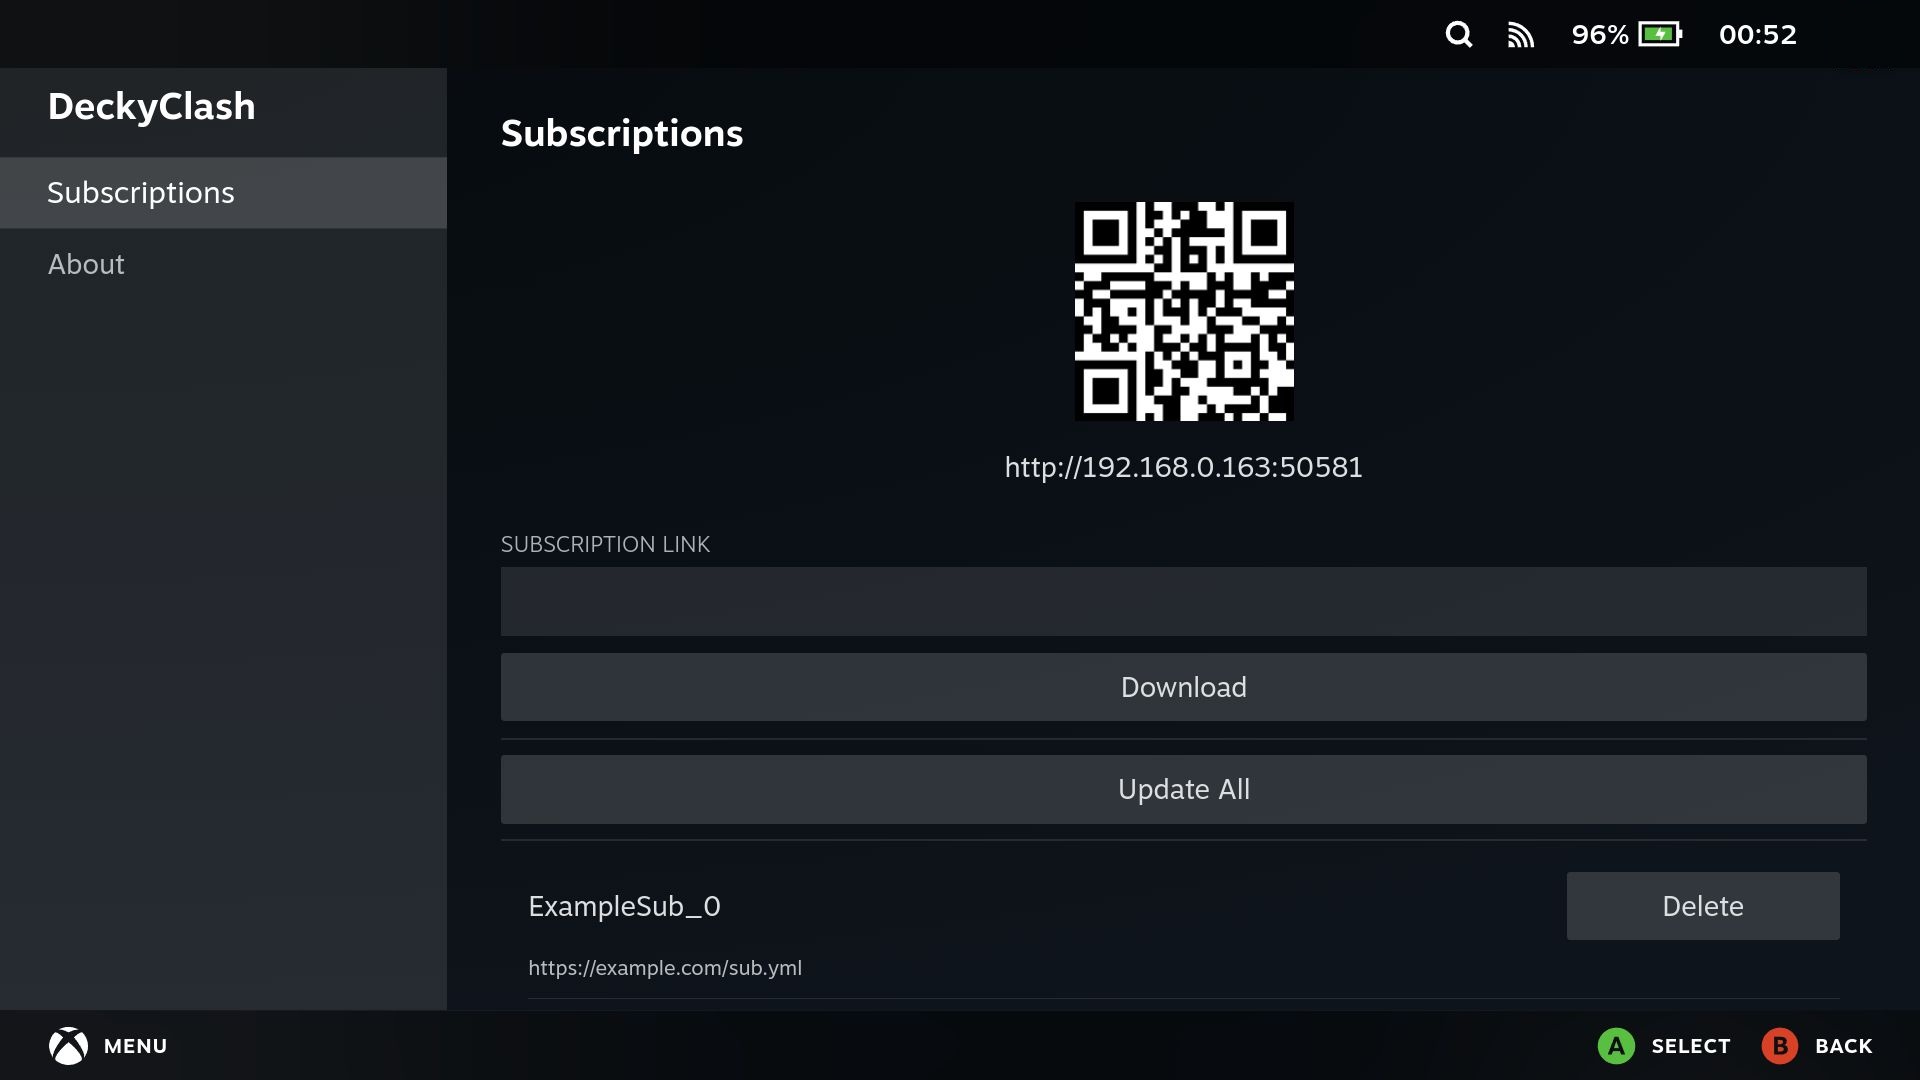 96% 00:52
DeckyClash
Subscriptions
About
Subscriptions
http://192.168.0.163:50581
SUBSCRIPTION LINK
Download
Update All
ExampleSub_0
Delete
https://example.com/sub.yml
MENU
A SELECT B BACK